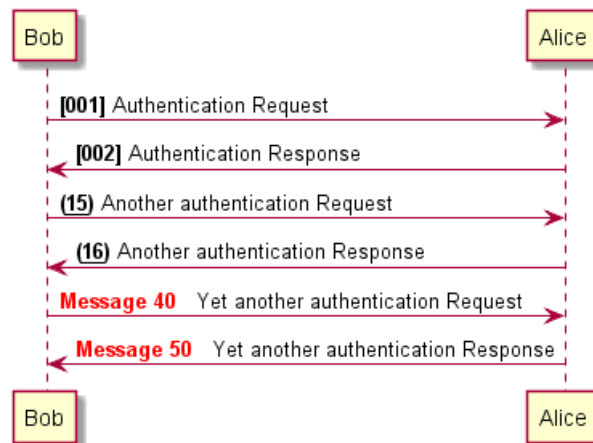 Bob Alice
[001] Authentication Request
[002] Authentication Response
(15) Another authentication Request
(16) Another authentication Response
Message 40 Yet another authentication Request
Message 50 Yet another authentication Response
Bob Alice